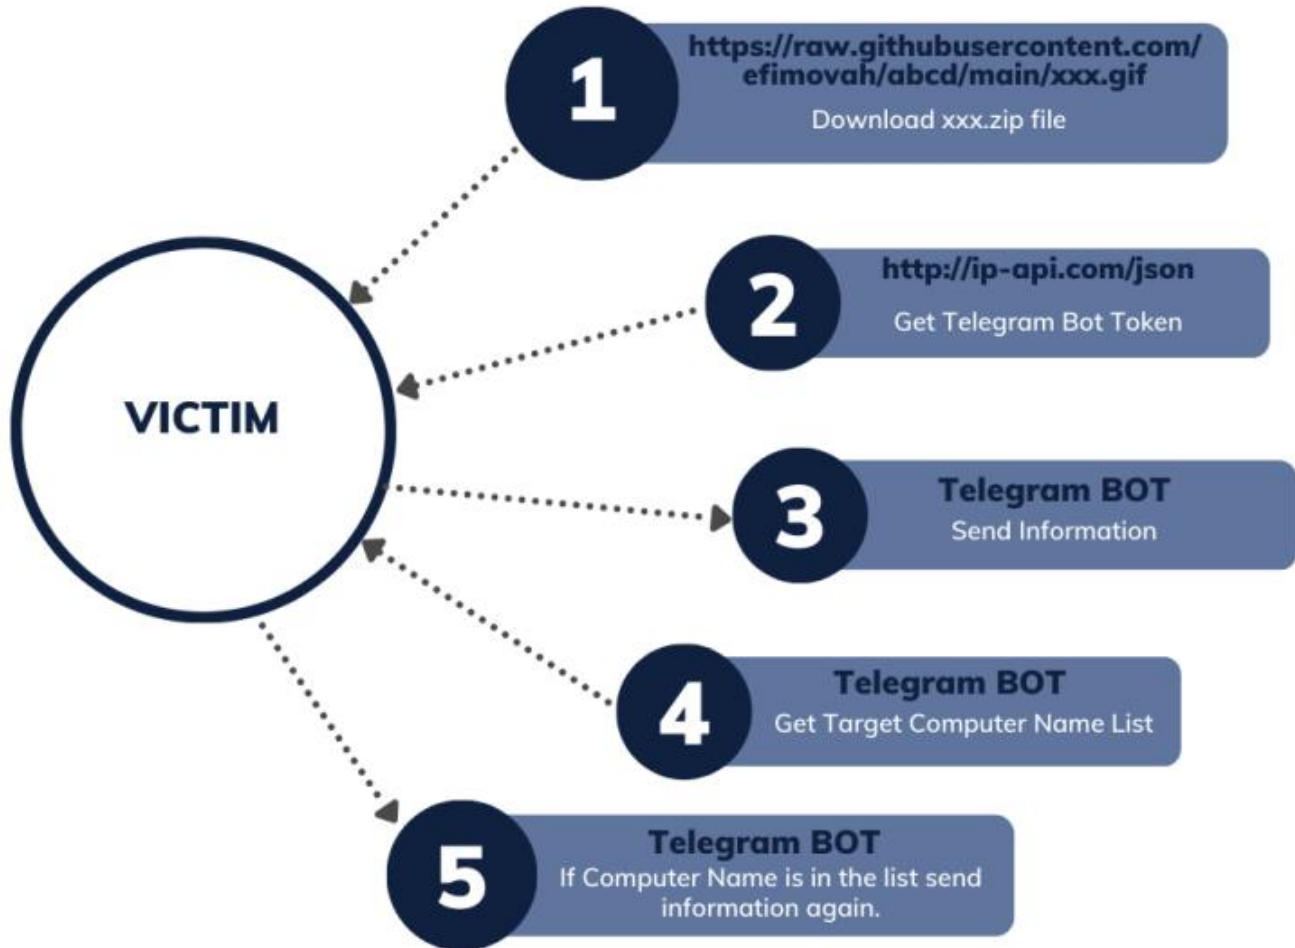 1
https://raw.githubusercontent.com/
efimovah/abcd/main/xxx.gif
Download xxx.zip file
2
http://ip-api.com/json
Get Telegram Bot Token
VICTIM
3
Telegram BOT
Send Information
4
Telegram BOT
Get Target Computer Name List
5
Telegram BOT
If Computer Name is in the list send
information again.